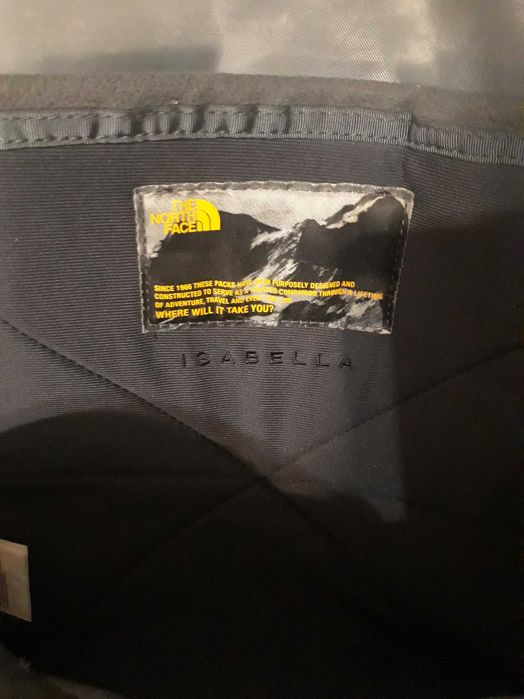 THE
NORTH
FACE
SINCE 1966 THESE PACKS HAVE BEEN PURPOSELY DESIGNED AND
CONSTRUCTED TO SERVE AS A TRUSTED COMPANION THROUGH A LIFETIME
OF ADVENTURE, TRAVEL AND EVERYDAY USE.
WHERE WILL IT TAKE YOU?
ISABELLA